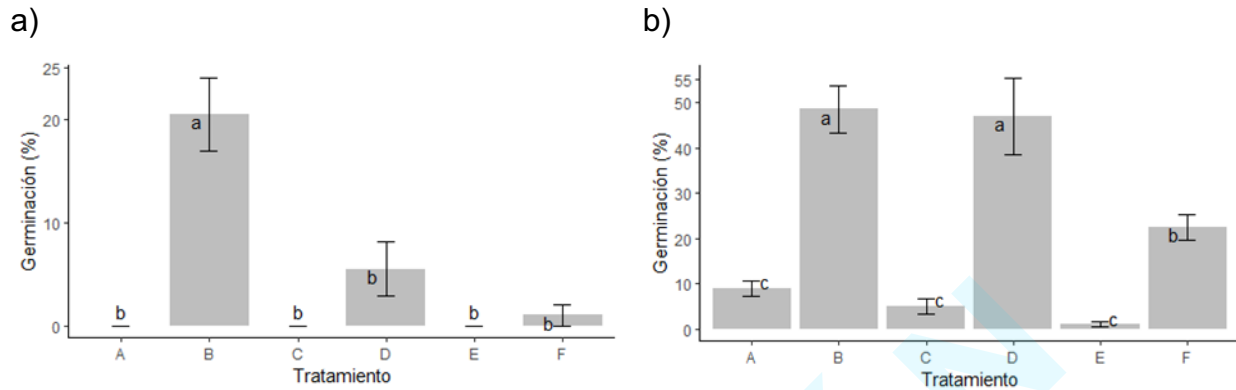 a)
25
20
10
0
Germinación (%)
a
b
b
b
b
b
A B C D E F
Tratamiento
b)
55
50
40
30
20
10
0
Germinación (%)
a
a
b
c
c
c
A B C D E F
Tratamiento